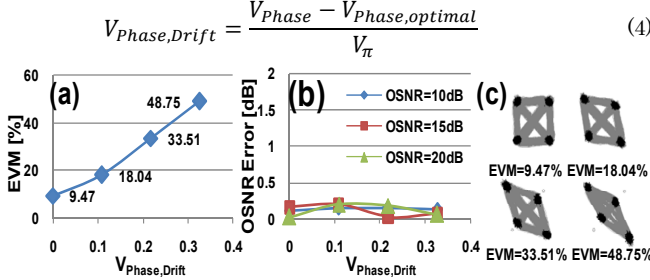 V_{Phase,Drift} = \frac{V_{Phase} − V_{Phase,optimal}}{V_π} (4)
(a)
EVM [%]
60
40
20
0
48.75
33.51
18.04
9.47
0 0.1 0.2 0.3 0.4
V_{Phase,Drift}
(b)
OSNR Error [dB]
2
1.5
1
0.5
0
OSNR=10dB
OSNR=15dB
OSNR=20dB
0 0.1 0.2 0.3 0.4
V_{Phase,Drift}
(c)
EVM=9.47% EVM=18.04%
EVM=33.51% EVM=48.75%